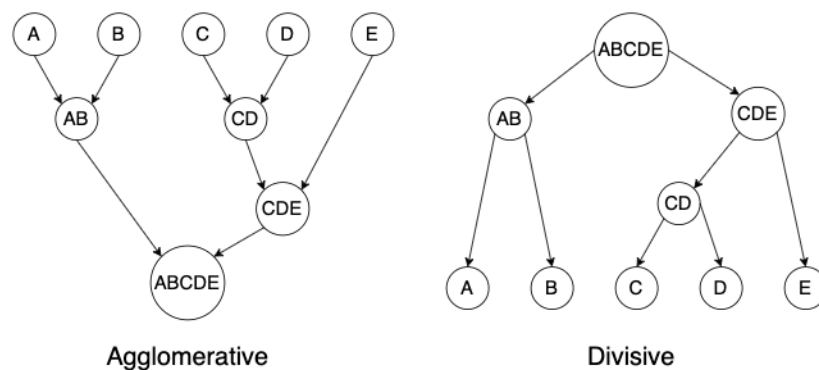 A B C D E
AB CD
CDE
ABCDE
Agglomerative
ABCDE
AB CDE
CD
A B C D E
Divisive